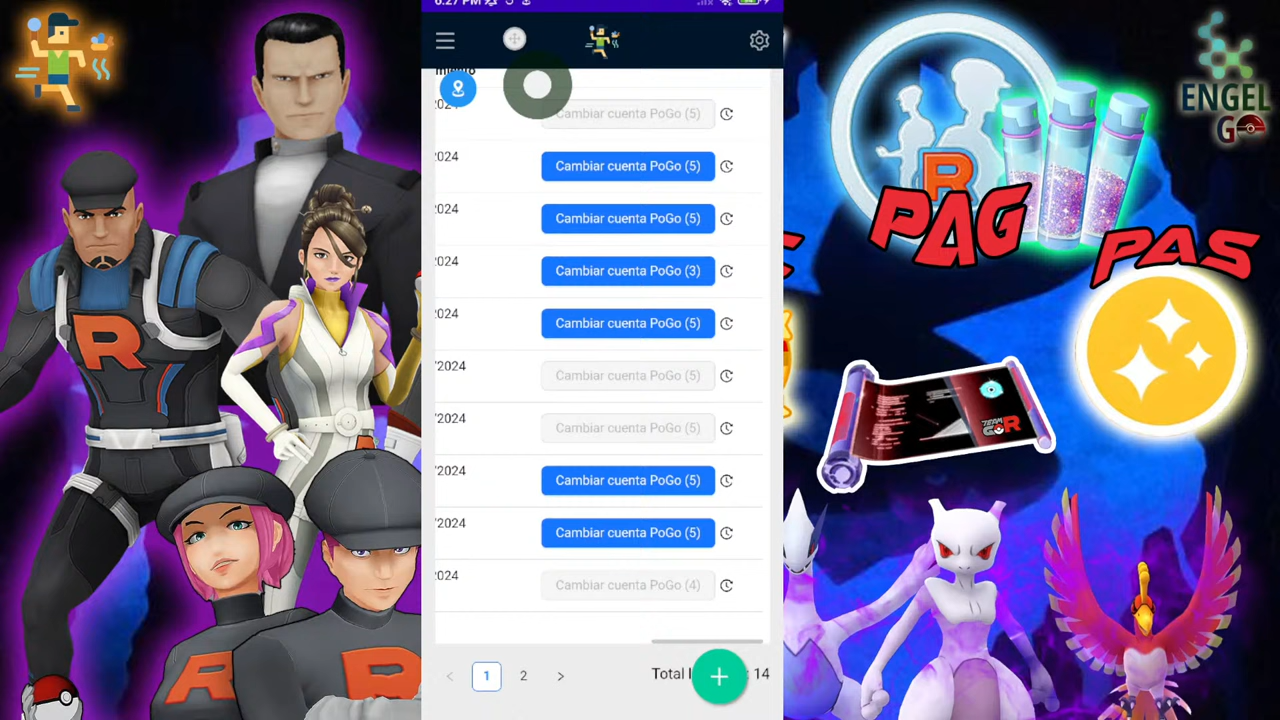 6:27 PM
ENGEL
GO
2024
Cambiar cuenta PoGo (5)
2024
Cambiar cuenta PoGo (5)
2024
Cambiar cuenta PoGo (5)
2024
Cambiar cuenta PoGo (3)
2024
Cambiar cuenta PoGo (5)
/2024
Cambiar cuenta PoGo (5)
/2024
Cambiar cuenta PoGo (5)
/2024
Cambiar cuenta PoGo (5)
/2024
Cambiar cuenta PoGo (5)
2024
Cambiar cuenta PoGo (4)
< 1 2 >
Total
14
+
R
PAG
PAS
TEAM
GO R
R
R
R